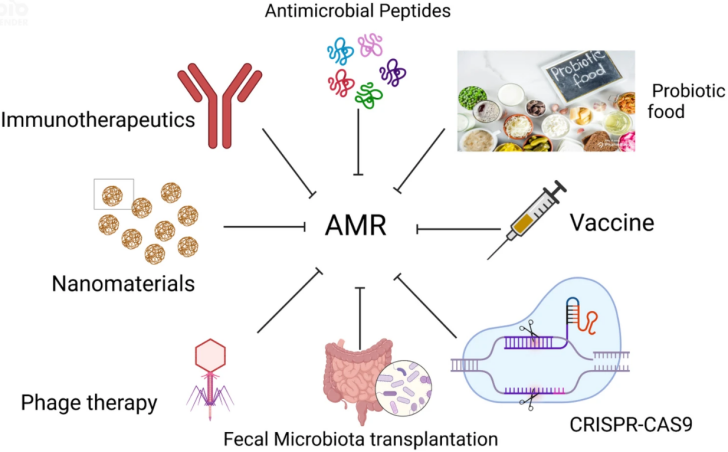 Antimicrobial Peptides
Probiotic
food
Immunotherapeutics
Probiotic
food
AMR
Vaccine
Nanomaterials
Phage therapy
Fecal Microbiota transplantation
CRISPR-CAS9